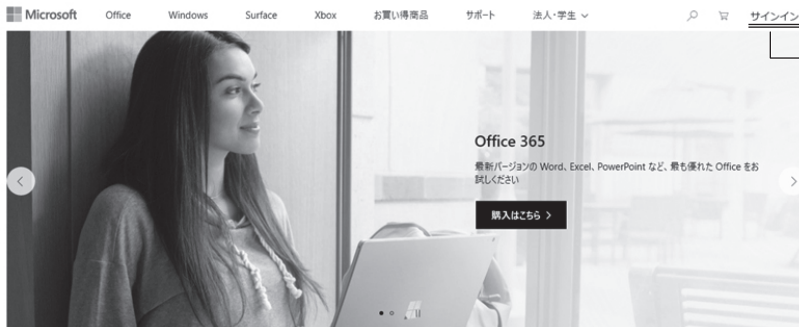 Microsoft Office Windows Surface Xbox お買い得商品 サポート 法人・学生 サインイン
Office 365
最新バージョンの Word、Excel、PowerPoint など、最も優れた Office をお
試しください
購入はこちら